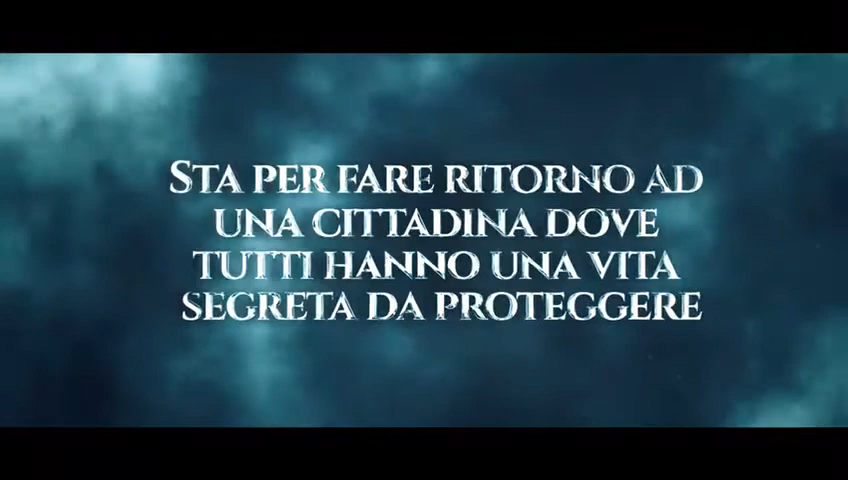 STA PER FARE RITORNO AD
UNA CITTADINA DOVE
TUTTI HANNO UNA VITA
SEGRETA DA PROTEGGERE